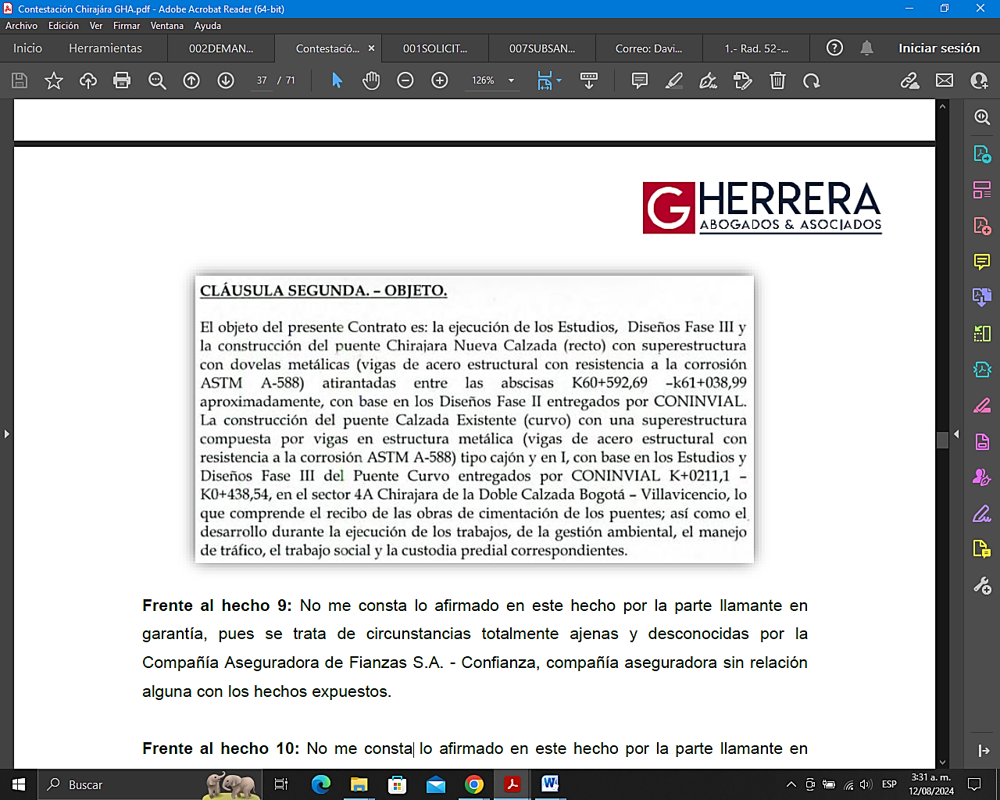 Contestación Chirajára GHA.pdf - Adobe Acrobat Reader (64-bit)
Archivo Edición Ver Firmar Ventana Ayuda
Inicio Herramientas 002DEMAN... Contestació... × 001SOLICIT... 007SUBSAN... Correo: Davi... 1.- Rad. 52-... Iniciar sesión
37 / 71 126%
G HERRERA
ABOGADOS & ASOCIADOS
CLÁUSULA SEGUNDA. – OBJETO.
El objeto del presente Contrato es: la ejecución de los Estudios, Diseños Fase III y
la construcción del puente Chirajara Nueva Calzada (recto) con superestructura
con dovelas metálicas (vigas de acero estructural con resistencia a la corrosión
ASTM A-588) atirantadas entre las abscisas K60+592,69 –k61+038,99
aproximadamente, con base en los Diseños Fase II entregados por CONINVIAL.
La construcción del puente Calzada Existente (curvo) con una superestructura
compuesta por vigas en estructura metálica (vigas de acero estructural con
resistencia a la corrosión ASTM A-588) tipo cajón y en I, con base en los Estudios y
Diseños Fase III del Puente Curvo entregados por CONINVIAL K+0211,1 –
K0+438,54, en el sector 4A Chirajara de la Doble Calzada Bogotá – Villavicencio, lo
que comprende el recibo de las obras de cimentación de los puentes; así como el
desarrollo durante la ejecución de los trabajos, de la gestión ambiental, el manejo
de tráfico, el trabajo social y la custodia predial correspondientes.
Frente al hecho 9: No me consta lo afirmado en este hecho por la parte llamante en
garantía, pues se trata de circunstancias totalmente ajenas y desconocidas por la
Compañía Aseguradora de Fianzas S.A. - Confianza, compañía aseguradora sin relación
alguna con los hechos expuestos.
Frente al hecho 10: No me consta lo afirmado en este hecho por la parte llamante en
Buscar
ESP
3:31 a. m.
12/08/2024